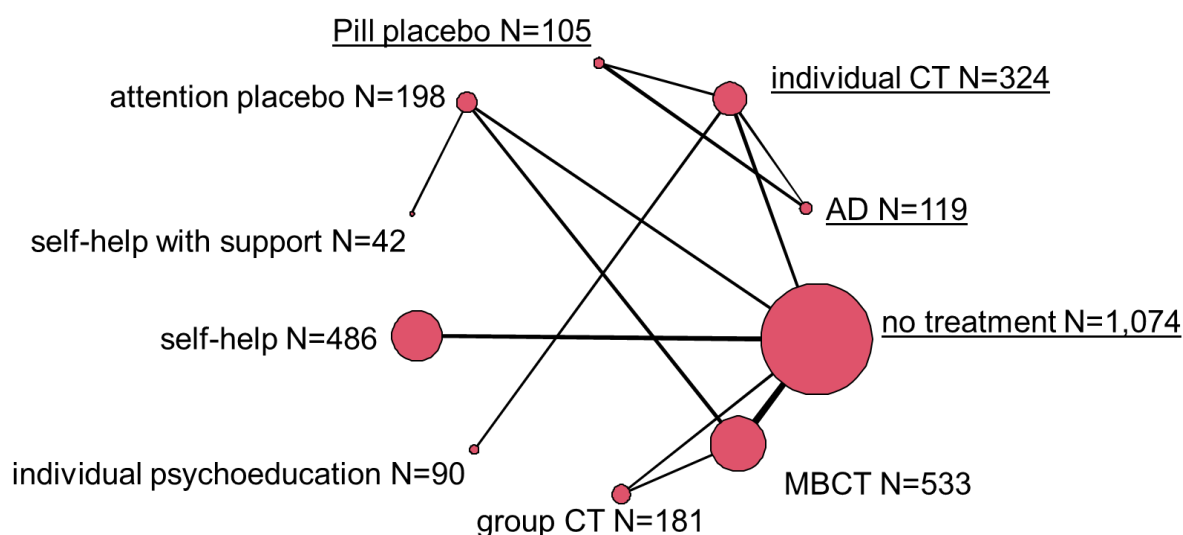 Pill placebo N=105
individual CT N=324
attention placebo N=198
AD N=119
self-help with support N=42
no treatment N=1,074
self-help N=486
individual psychoeducation N=90
MBCT N=533
group CT N=181